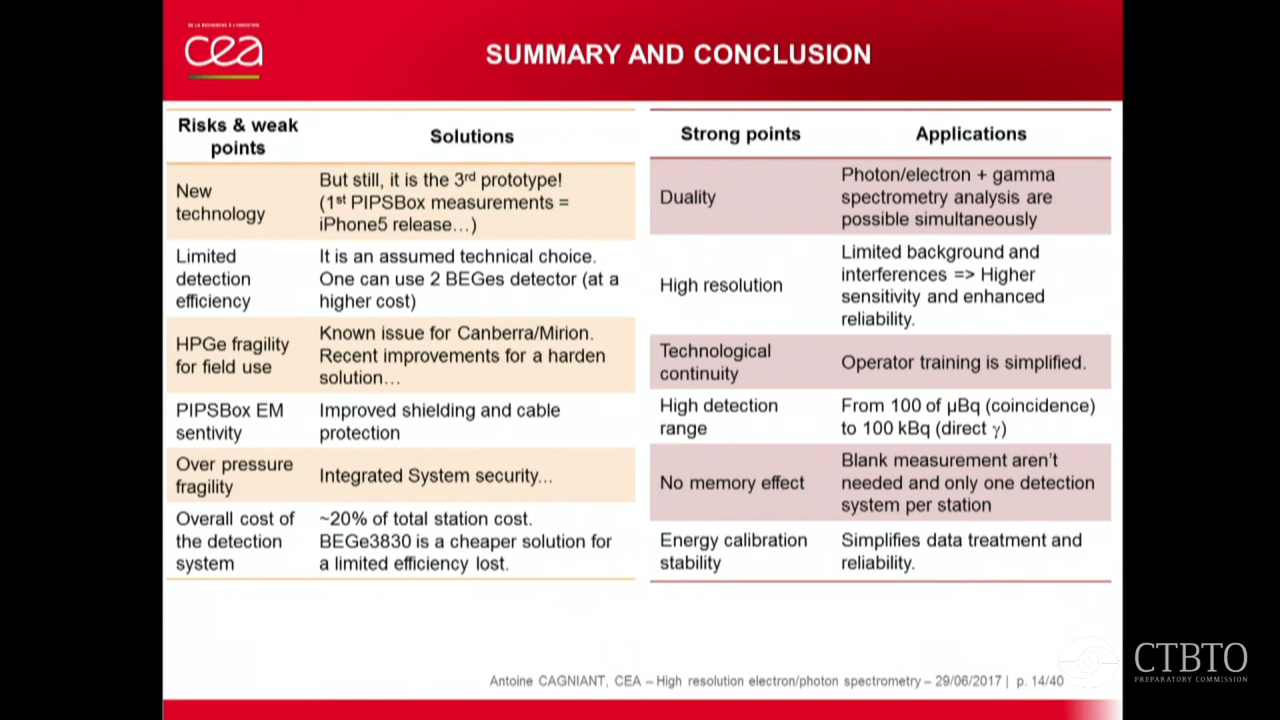 DE LA RECHERCHE À L'INDUSTRIE
cea
SUMMARY AND CONCLUSION
Risks & weak
points
Solutions
New
technology
But still, it is the 3rd prototype!
(1st PIPSBox measurements =
iPhone5 release…)
Limited
detection
efficiency
It is an assumed technical choice.
One can use 2 BEGes detector (at a
higher cost)
HPGe fragility
for field use
Known issue for Canberra/Mirion.
Recent improvements for a harden
solution…
PIPSBox EM
sentivity
Improved shielding and cable
protection
Over pressure
fragility
Integrated System security…
Overall cost of
the detection
system
~20% of total station cost.
BEGe3830 is a cheaper solution for
a limited efficiency lost.
Strong points
Applications
Duality
Photon/electron + gamma
spectrometry analysis are
possible simultaneously
High resolution
Limited background and
interferences => Higher
sensitivity and enhanced
reliability.
Technological
continuity
Operator training is simplified.
High detection
range
From 100 of µBq (coincidence)
to 100 kBq (direct γ)
No memory effect
Blank measurement aren't
needed and only one detection
system per station
Energy calibration
stability
Simplifies data treatment and
reliability.
Antoine CAGNIANT, CEA – High resolution electron/photon spectrometry – 29/06/2017 | p. 14/40
CTBTO
PREPARATORY COMMISSION